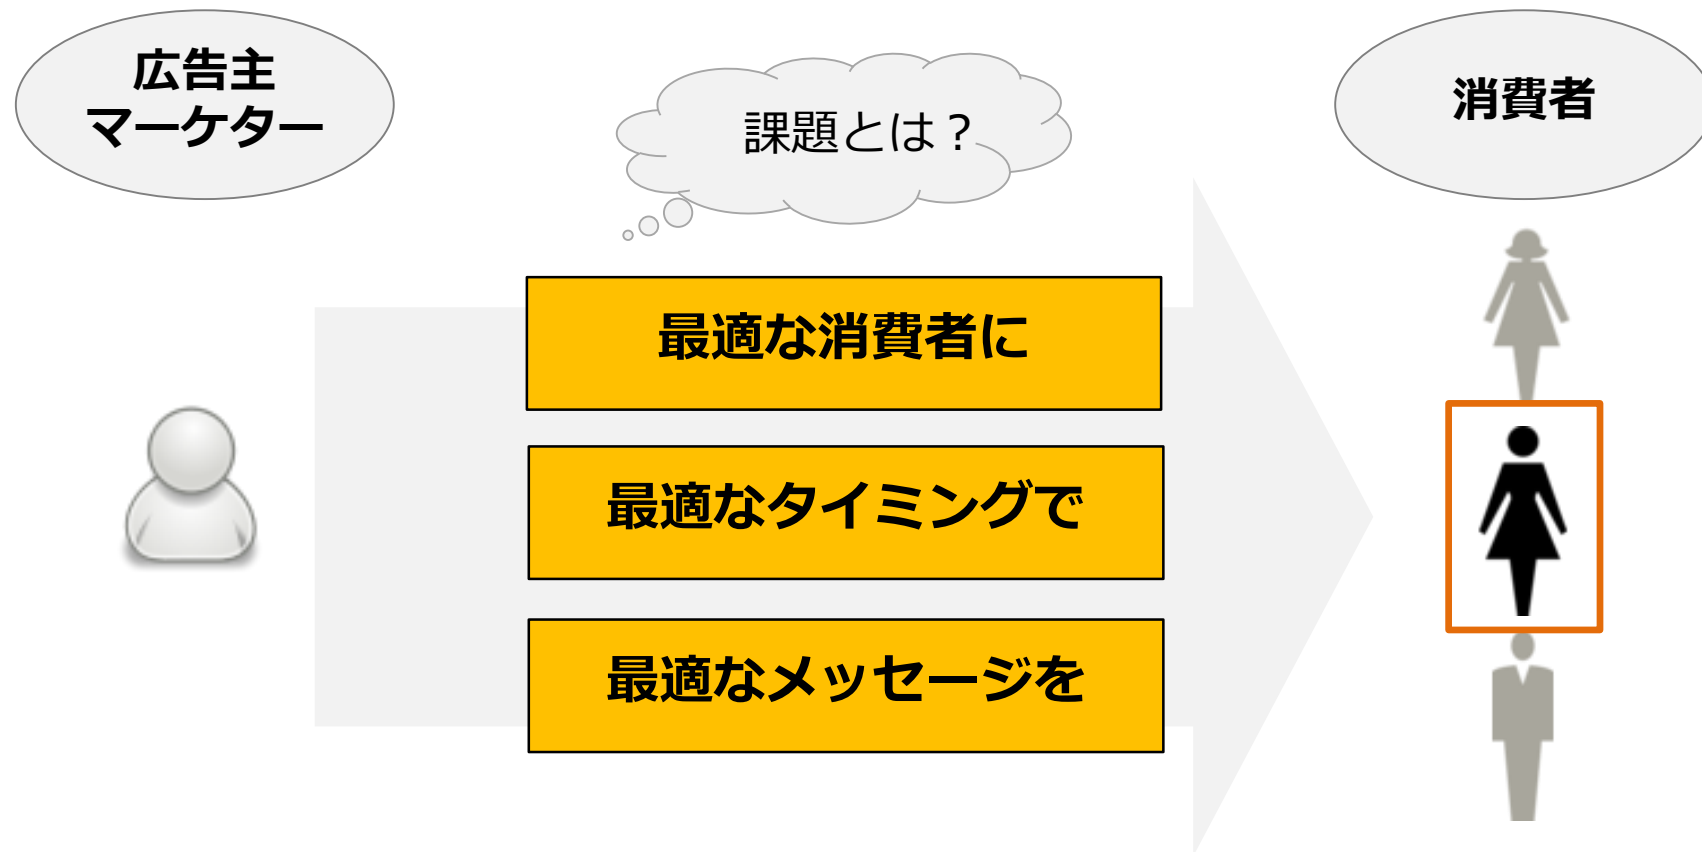 広告主
マーケター
課題とは？
消費者
最適な消費者に
最適なタイミングで
最適なメッセージを